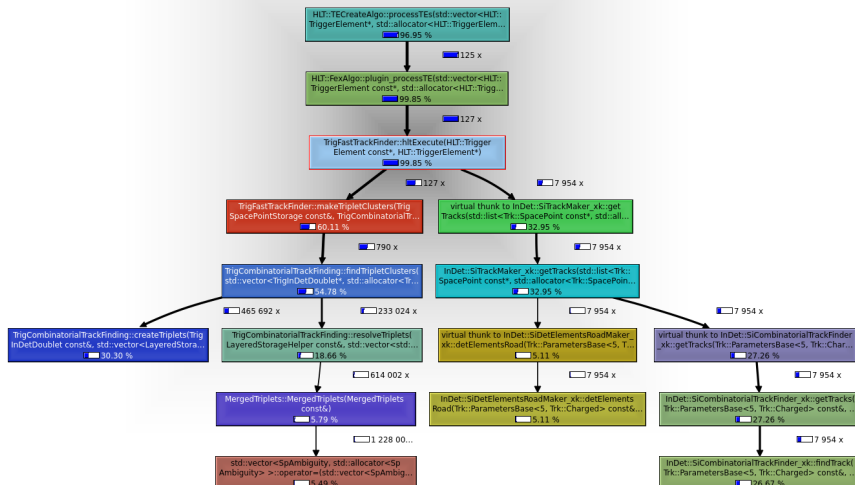 HLT::TECreateAlgo::processTEs(std::vector<HLT::
TriggerElement*, std::allocator<HLT::TriggerElem...
96.95 %
125 x
HLT::FexAlgo::plugin_processTE(std::vector<HLT::
TriggerElement const*, std::allocator<HLT::Trigg...
99.85 %
127 x
TrigFastTrackFinder::hltExecute(HLT::Trigger
Element const*, HLT::TriggerElement*)
99.85 %
127 x
7 954 x
TrigFastTrackFinder::makeTripletClusters(Trig
SpacePointStorage const&, TrigCombinatorialTr...
60.11 %
virtual thunk to InDet::SiTrackMaker_xk::get
Tracks(std::list<Trk::SpacePoint const*, std::all...
32.95 %
790 x
7 954 x
TrigCombinatorialTrackFinding::findTripletClusters(
std::vector<TrigInDetDoublet*, std::allocator<Tr...
54.78 %
InDet::SiTrackMaker_xk::getTracks(std::list<Trk::
SpacePoint const*, std::allocator<Trk::SpacePoin...
32.95 %
465 692 x
233 024 x
7 954 x
7 954 x
TrigCombinatorialTrackFinding::createTriplets(Trig
InDetDoublet const&, std::vector<LayeredStora...
30.30 %
TrigCombinatorialTrackFinding::resolveTriplets(
LayeredStorageHelper const&, std::vector<std:...
18.66 %
virtual thunk to InDet::SiDetElementsRoadMaker_
xk::detElementsRoad(Trk::ParametersBase<5, T...
5.11 %
virtual thunk to InDet::SiCombinatorialTrackFinder
_xk::getTracks(Trk::ParametersBase<5, Trk::Char...
27.26 %
614 002 x
7 954 x
7 954 x
MergedTriplets::MergedTriplets(MergedTriplets
const&)
5.79 %
InDet::SiDetElementsRoadMaker_xk::detElements
Road(Trk::ParametersBase<5, Trk::Charged> const&...
5.11 %
InDet::SiCombinatorialTrackFinder_xk::getTracks(
Trk::ParametersBase<5, Trk::Charged> const&, ...
27.26 %
1 228 00...
7 954 x
std::vector<SpAmbiguity, std::allocator<Sp
Ambiguity> >::operator=(std::vector<SpAmbig...
5.49 %
InDet::SiCombinatorialTrackFinder_xk::findTrack(
Trk::ParametersBase<5, Trk::Charged> const&, ...
26.67 %